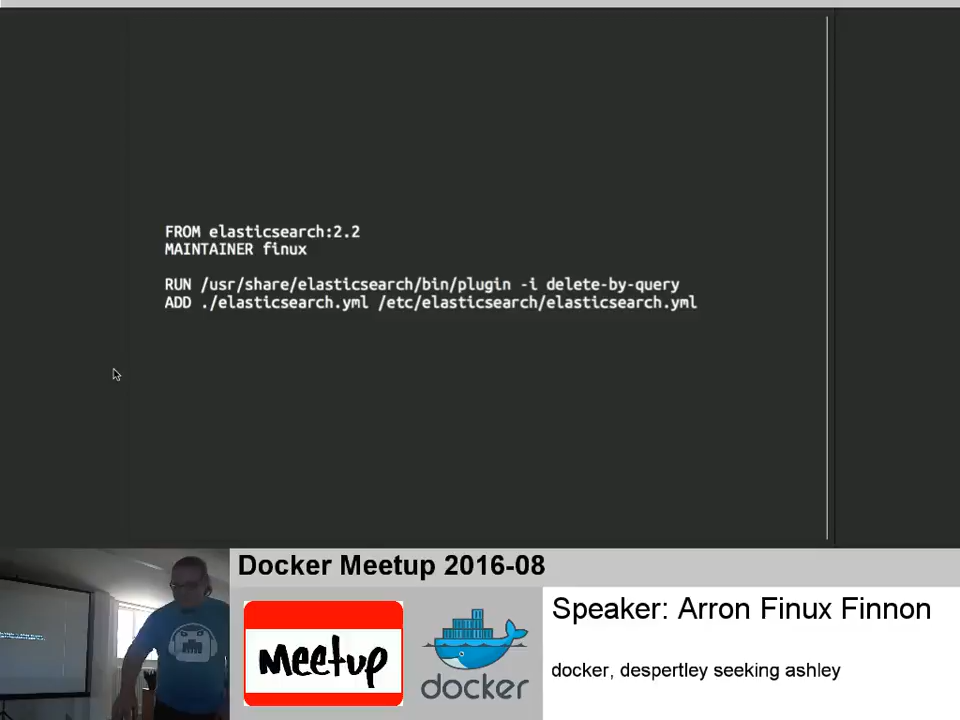 FROM elasticsearch:2.2
MAINTAINER finux
RUN /usr/share/elasticsearch/bin/plugin -i delete-by-query
ADD ./elasticsearch.yml /etc/elasticsearch/elasticsearch.yml
Docker Meetup 2016-08
Meetup
docker
Speaker: Arron Finux Finnon
docker, despertley seeking ashley